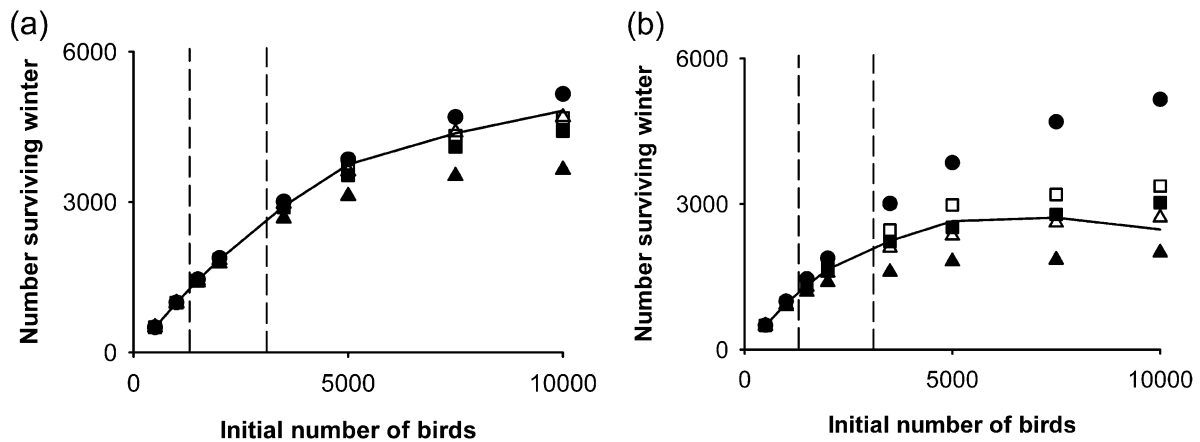 (a)
6000
3000
0
Number surviving winter
0 5000 10000
Initial number of birds
(b)
6000
3000
0
Number surviving winter
0 5000 10000
Initial number of birds